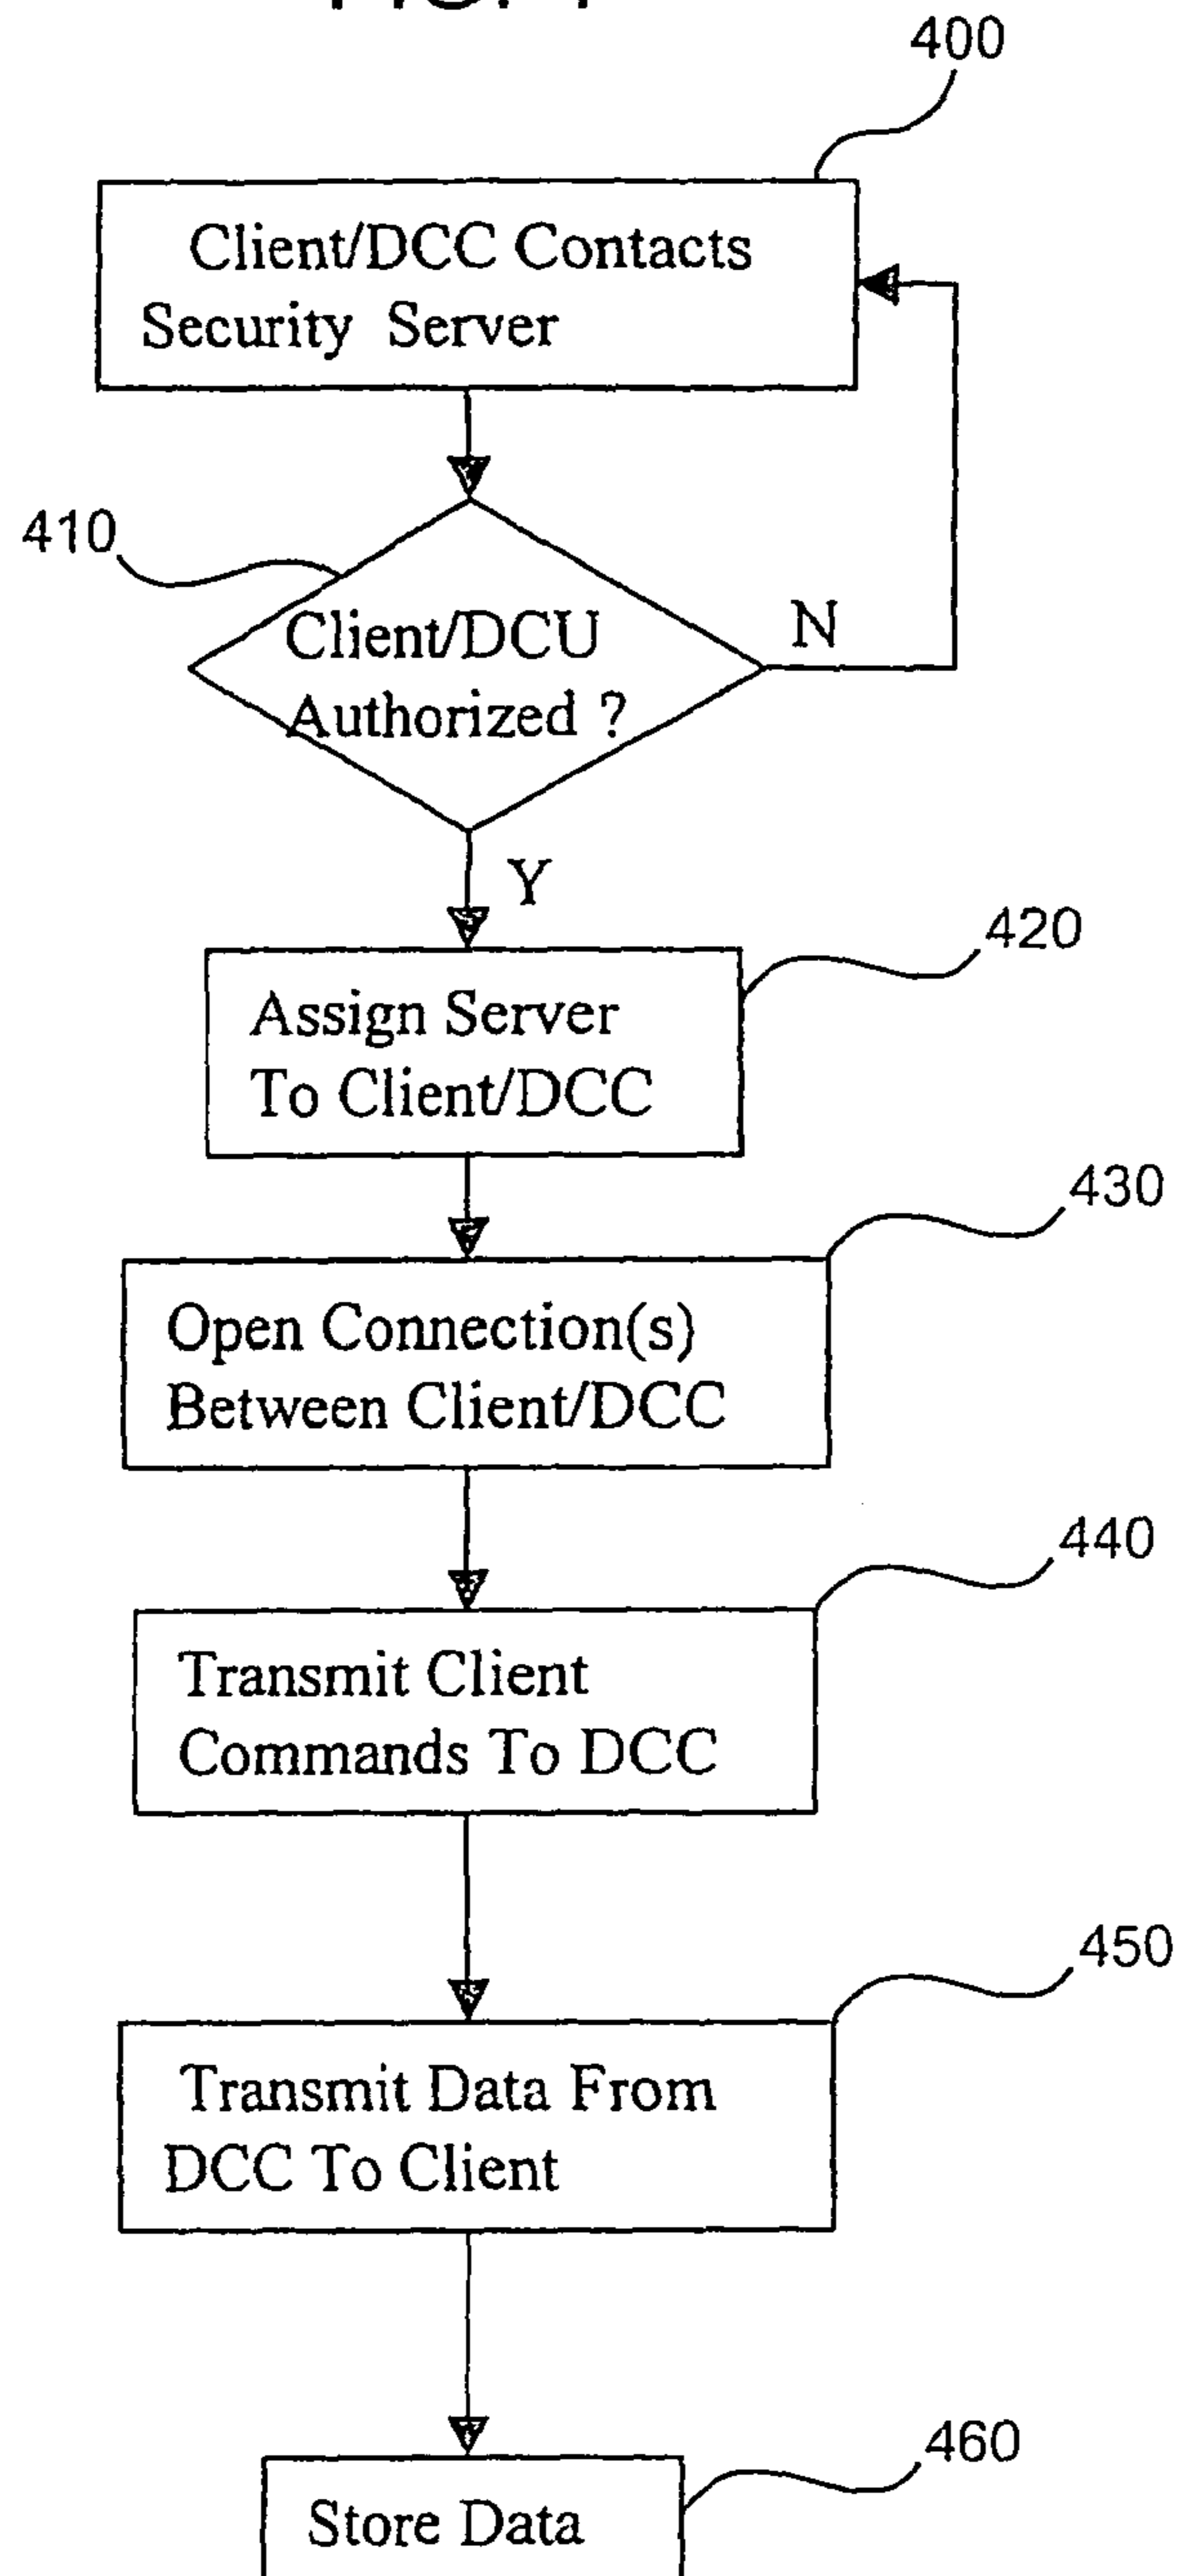 400
Client/DCC Contacts
Security Server
410
Client/DCU
Authorized ?
N
Y
420
Assign Server
To Client/DCC
430
Open Connection(s)
Between Client/DCC
440
Transmit Client
Commands To DCC
450
Transmit Data From
DCC To Client
460
Store Data